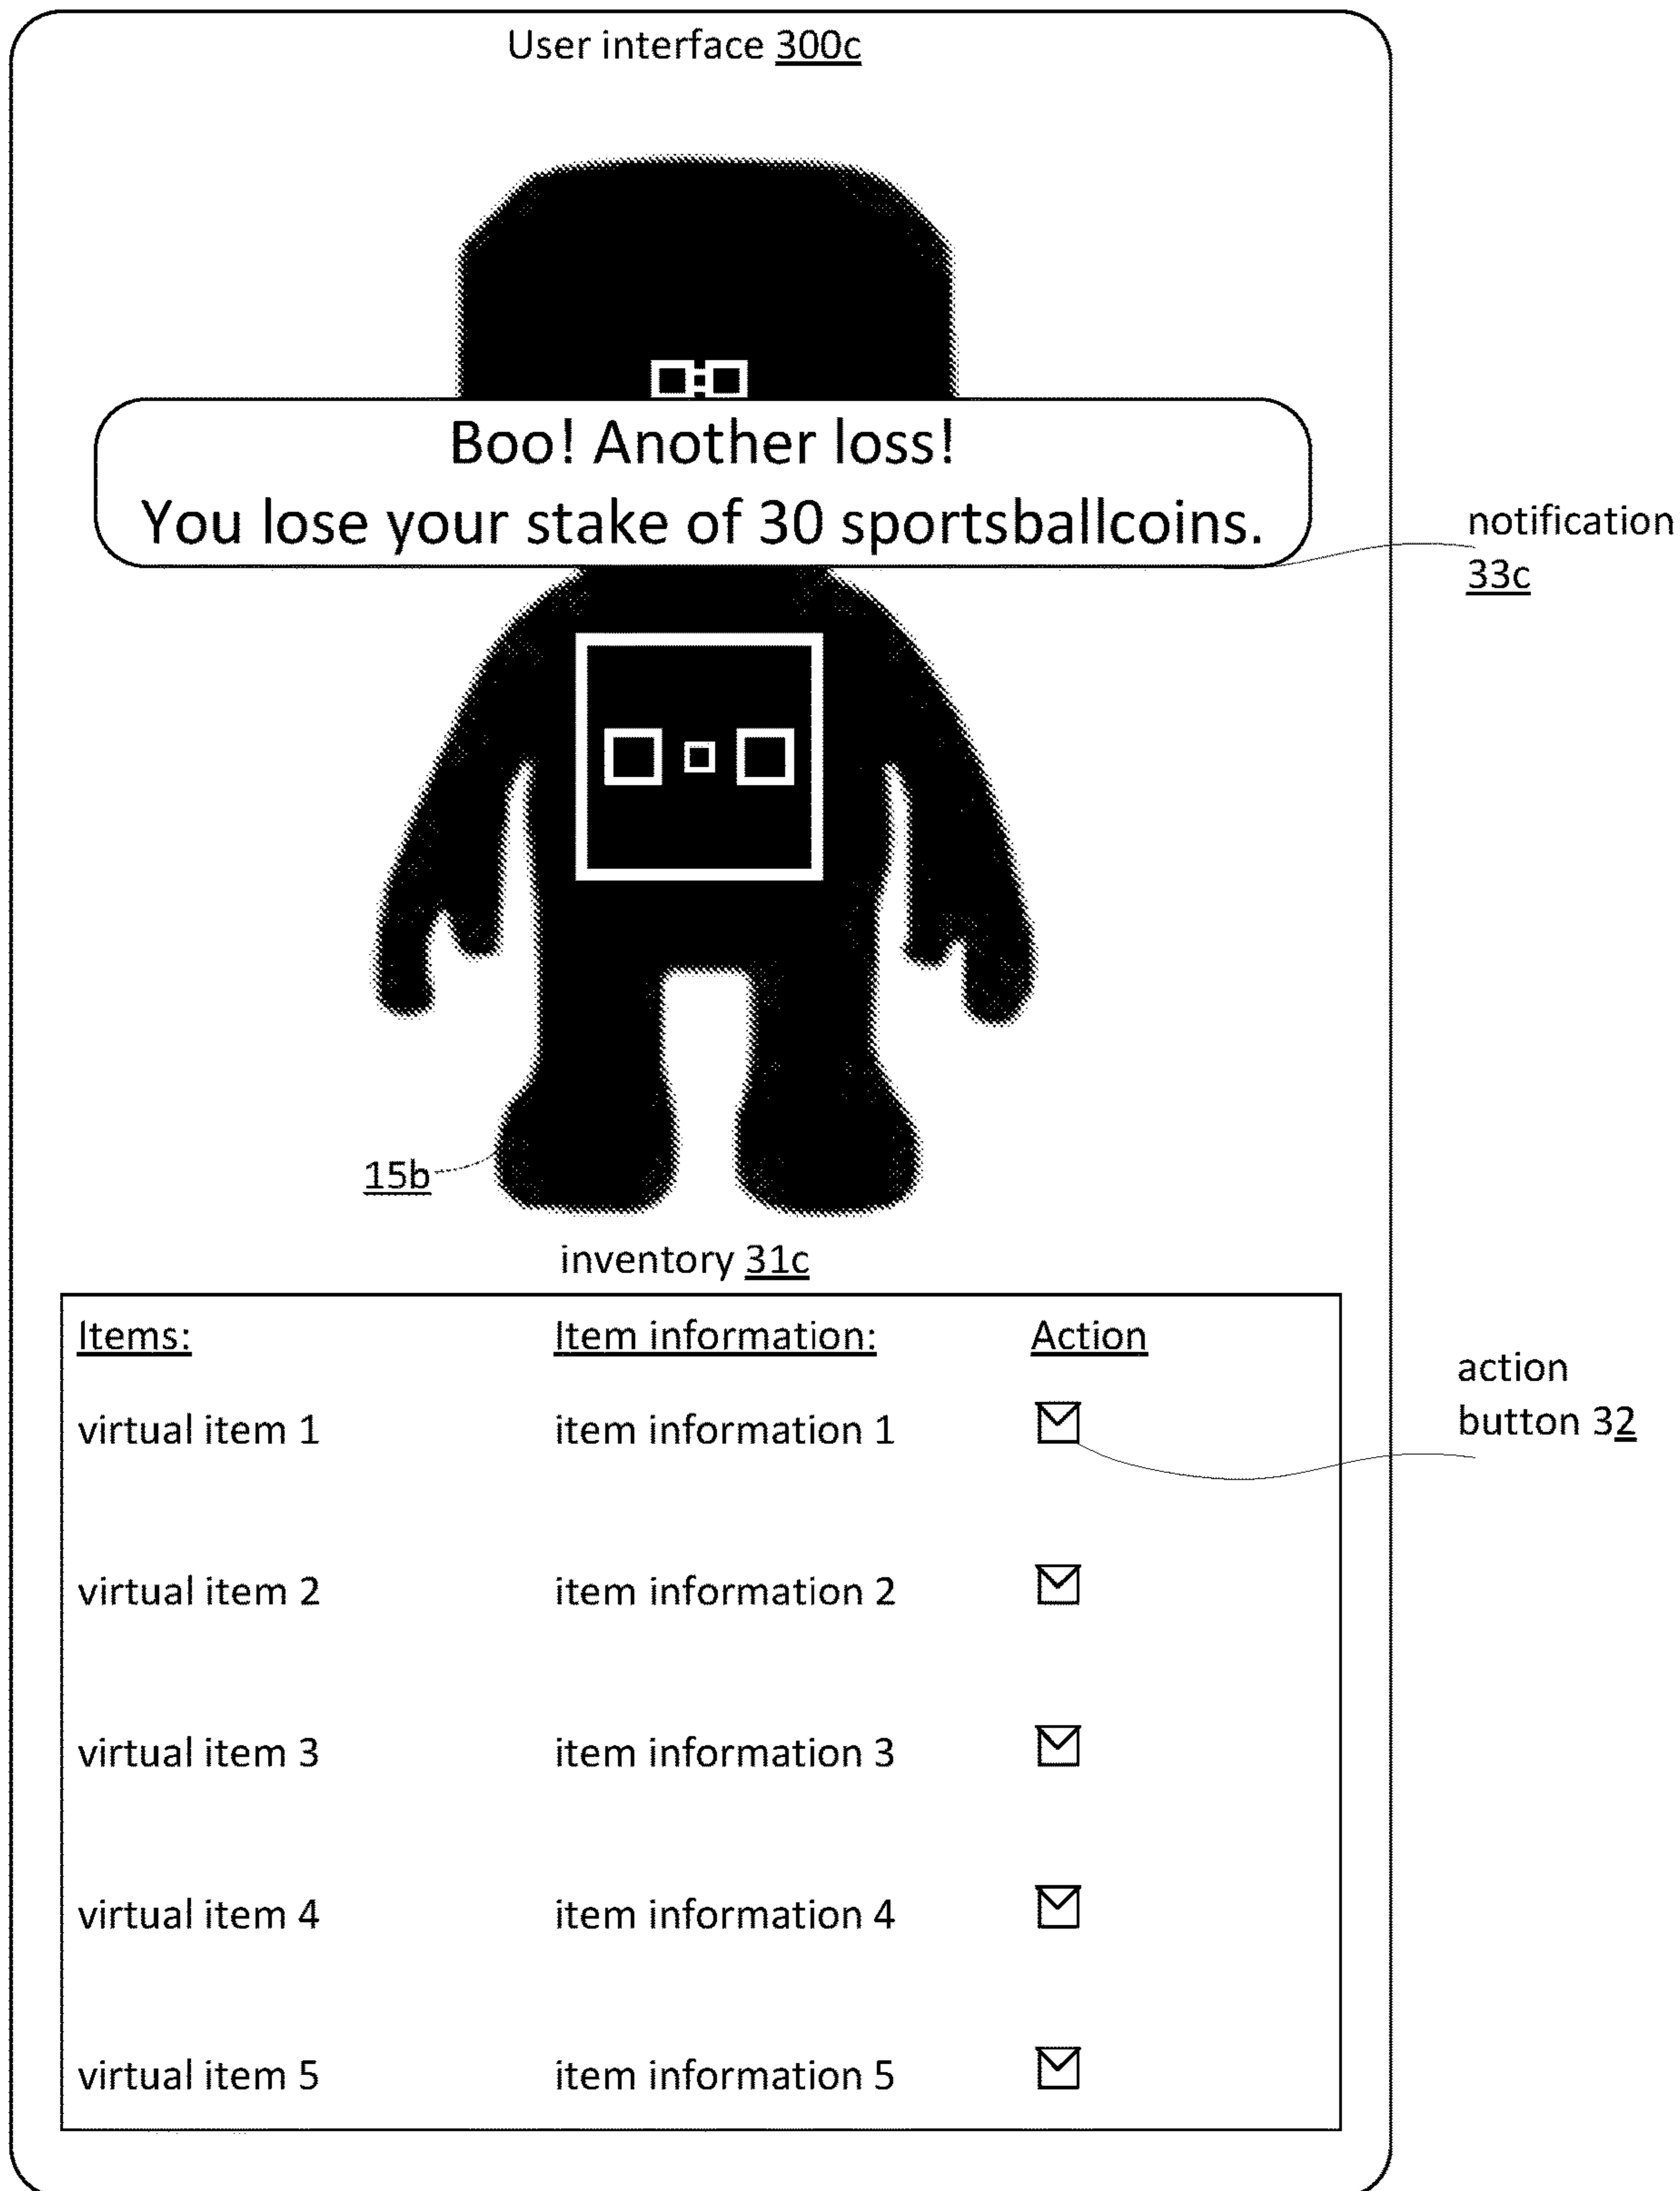 User interface 300c
Boo! Another loss!
You lose your stake of 30 sportsballcoins.
notification
33c
15b
inventory 31c
Items: Item information: Action
action
button 32
virtual item 1 item information 1
virtual item 2 item information 2
virtual item 3 item information 3
virtual item 4 item information 4
virtual item 5 item information 5